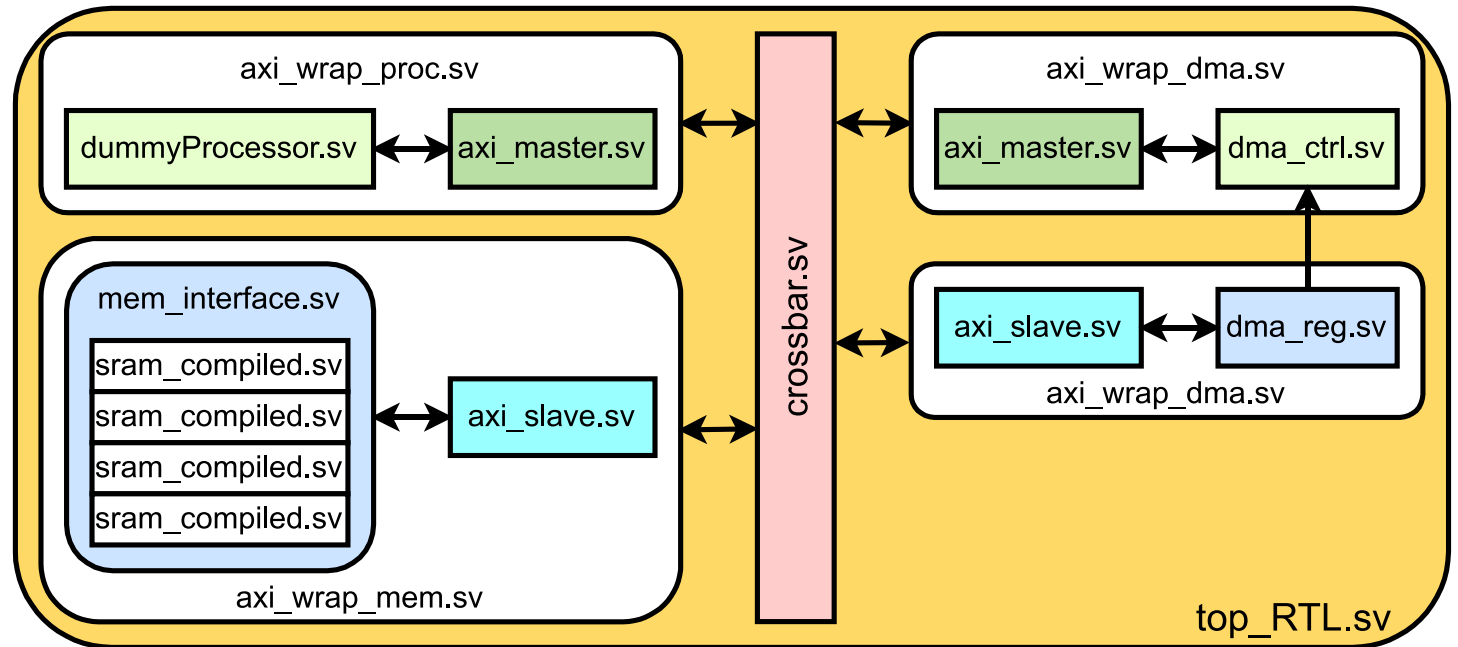 axi_wrap_proc.sv
dummyProcessor.sv
axi_master.sv
mem_interface.sv
sram_compiled.sv
sram_compiled.sv
sram_compiled.sv
sram_compiled.sv
axi_slave.sv
axi_wrap_mem.sv
crossbar.sv
axi_wrap_dma.sv
axi_master.sv
dma_ctrl.sv
axi_slave.sv
dma_reg.sv
axi_wrap_dma.sv
top_RTL.sv